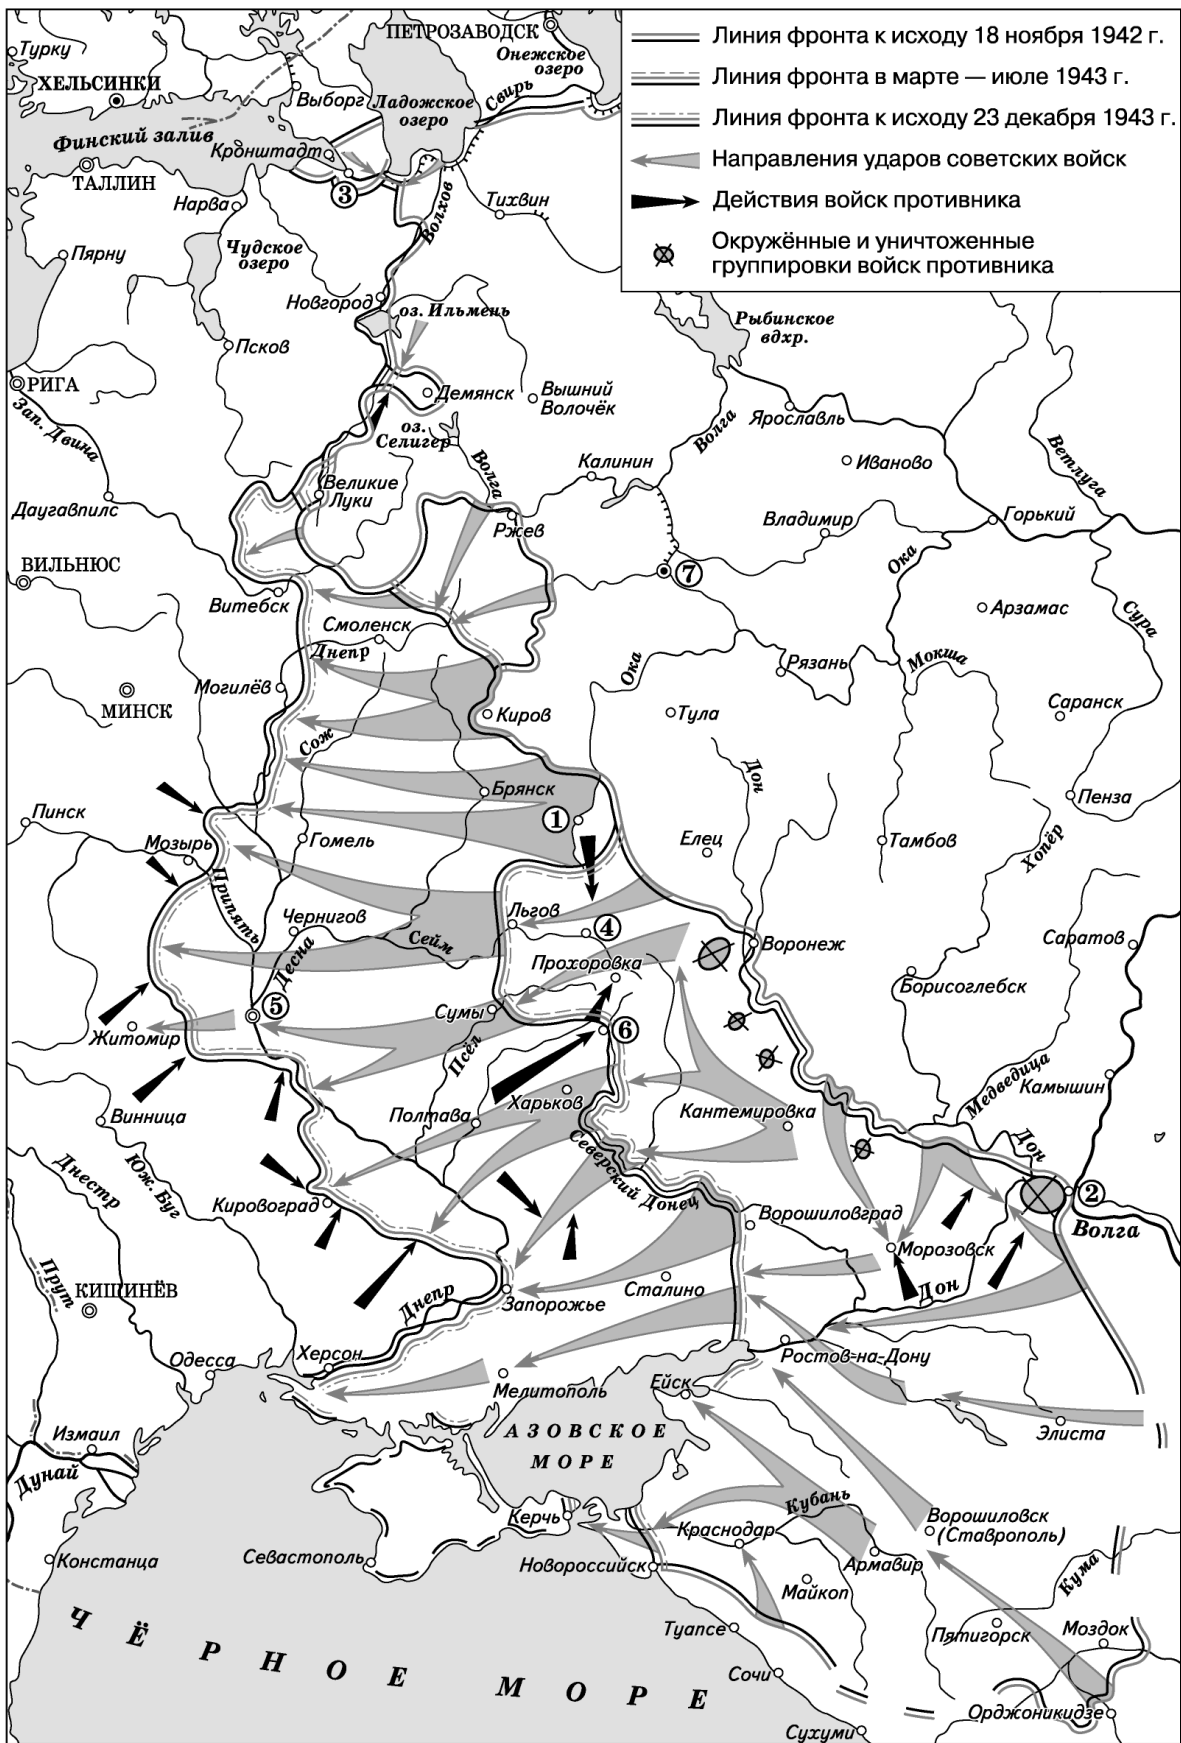 Линия фронта к исходу 18 ноября 1942 г.
Линия фронта в марте — июле 1943 г.
Линия фронта к исходу 23 декабря 1943 г.
Направления ударов советских войск
Действия войск противника
Окружённые и уничтоженные
группировки войск противника
ПЕТРОЗАВОДСК
Онежское
озеро
Турку
ХЕЛЬСИНКИ
Выборг
Ладожское
озеро
Свирь
Финский залив
Крднштадт
ТАЛЛИН
3
Нарва
Волхов
Тихвин
Пярну
Чудское
озеро
Новгород
оз. Ильмень
Рыбинское
вдхр.
Псков
РИГА
Демянск
Вышний
Волочёк
Зап. Двина
оз.
Селигер
Волга
Ярославль
Волга
Калинин
Иваново
Ветлуга
Великие
Луки
Даугавпилс
Ржев
Владимир
Горький
ВИЛЬНЮС
7
Ока
Витебск
Арзамас
Сура
Смоленск
Днепр
Ока
Рязань
Мокша
Могилёв
МИНСК
Киров
Тула
Саранск
Сож
Дон
Брянск
Пенза
Пинск
1
Мозырь
Гомель
Елец
Тамбов
Хопёр
Припять
Чернигов
Льгов
4
Сейм
Воронеж
Саратов
Десна
Прохоровка
Борисоглебск
5
Сумы
6
Житомир
Псёл
Медведица
Камышин
Винница
Полтава
Харьков
Кантемировка
Дон
Северский Донец
Днестр
Юж. Буг
2
Кировоград
Ворошиловград
Волга
Морозовск
Прут
КИШИНЁВ
Днепр
Запорожье
Сталино
Дон
Одесса
Херсон
Ростов-на-Дону
Мелитополь
Ейск
АЗОВСКОЕ
МОРЕ
Элиста
Измаил
Дунай
Керчь
Кубань
Краснодар
Ворошиловск
(Ставрополь)
Констанца
Севастополь
Новороссийск
Армавир
Кума
Майкоп
Туапсе
Пятигорск
Моздок
ЧЁРНОЕ МОРЕ
Сочи
Орджоникидзе
Сухуми